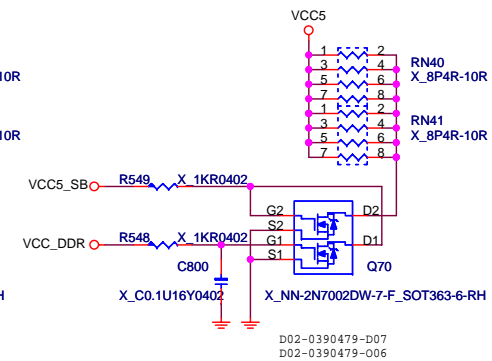 VCC5
1 2
3 4
5 6
7 8
RN40
X_8P4R-10R
10R
1 2
3 4
5 6
7 8
RN41
X_8P4R-10R
10R
VCC5_SB R549 X_1KR0402
G2 D2
S2
VCC_DDR R548 X_1KR0402
G1 D1
S1
C800 Q70
H X_C0.1U16Y0402 X_NN-2N7002DW-7-F_SOT363-6-RH
D02-0390479-D07
D02-0390479-O06